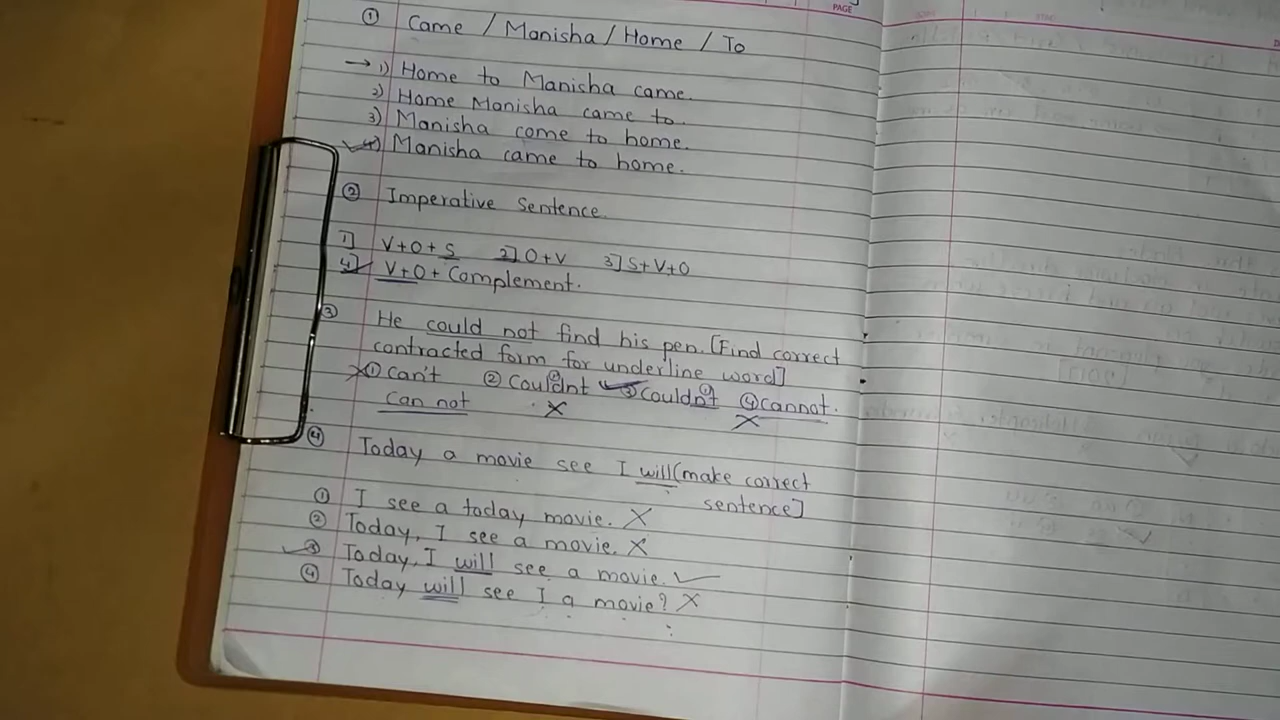 PAGE
① Came / Manisha / Home / To
→ 1) Home to Manisha came.
2) Home Manisha came to.
3) Manisha come to home.
4) Manisha came to home.
② Imperative Sentence.
1] V+O+S 2] O+V 3] S+V+O
4] V+O+ Complement.
③ He could not find his pen. [Find correct
contracted form for underline word]
① can't ② Could'nt ③ Couldn't ④ cannot.
can not
④ Today a movie see I will (make correct
sentence]
① I see a today movie. X
② Today, I see a movie. X
③ Today, I will see a movie. ✓
④ Today will see I a movie? X